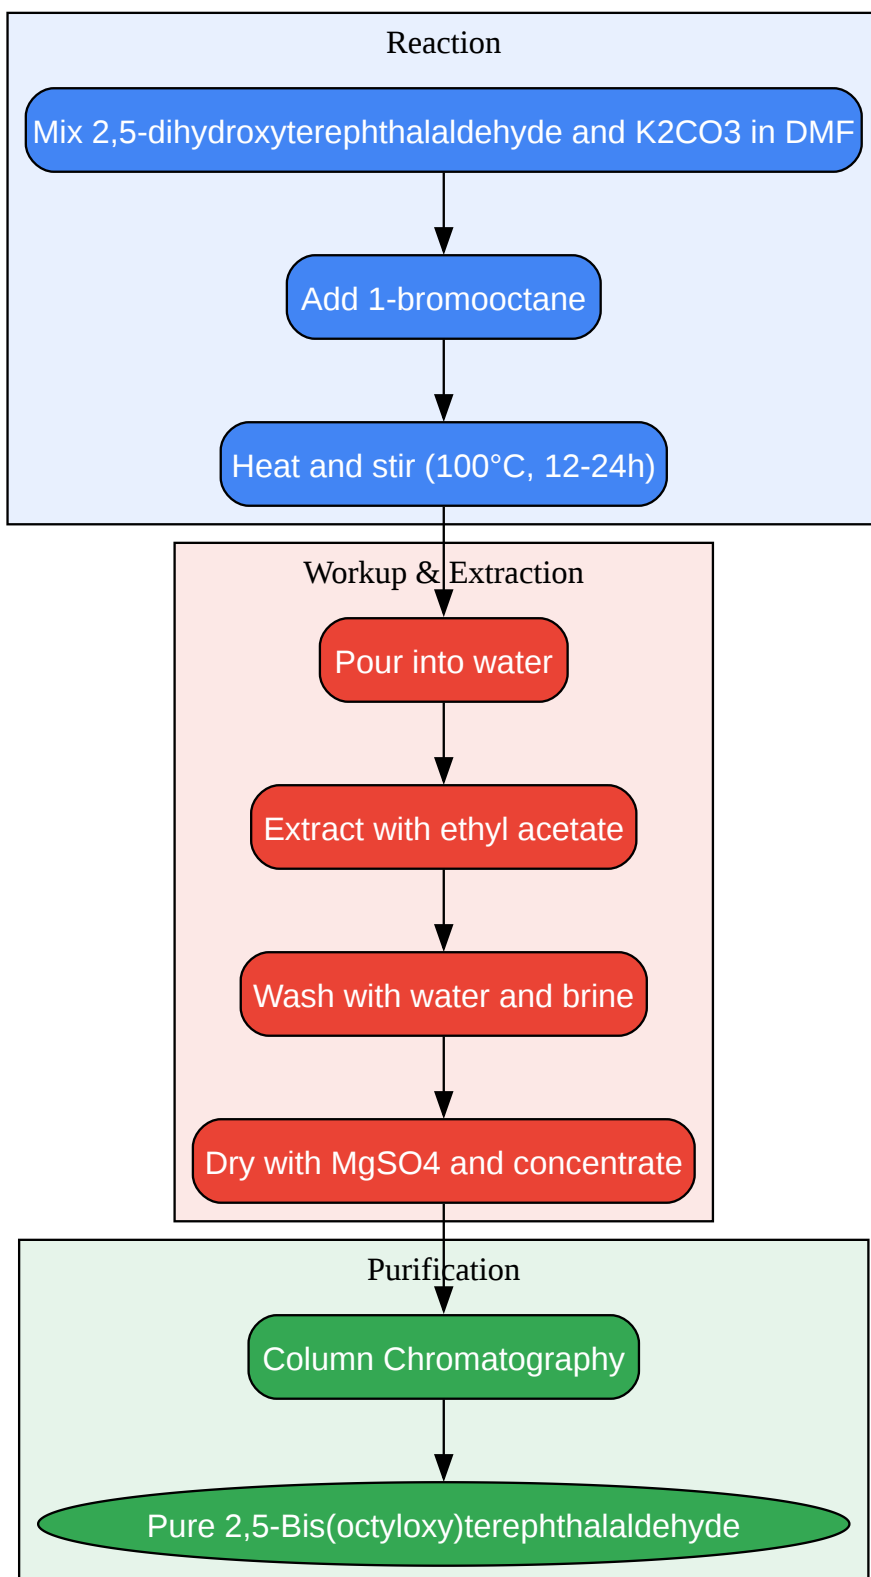 Reaction
Mix 2,5-dihydroxyterephthalaldehyde and K2CO3 in DMF
Add 1-bromooctane
Heat and stir (100°C, 12-24h)
Workup & Extraction
Pour into water
Extract with ethyl acetate
Wash with water and brine
Dry with MgSO4 and concentrate
Purification
Column Chromatography
Pure 2,5-Bis(octyloxy)terephthalaldehyde